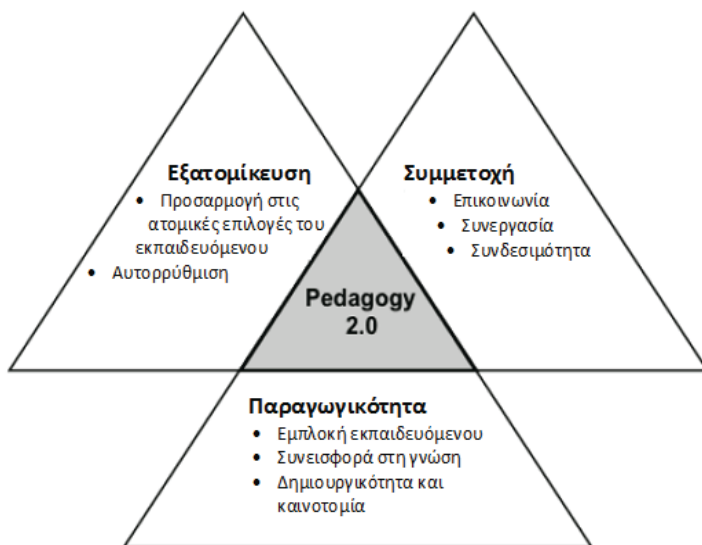 Εξατομίκευση
• Προσαρμογή στις
ατομικές επιλογές του
εκπαιδευόμενου
• Αυτορρύθμιση
Συμμετοχή
• Επικοινωνία
• Συνεργασία
• Συνδεσιμότητα
Pedagogy
2.0
Παραγωγικότητα
• Εμπλοκή εκπαιδευόμενου
• Συνεισφορά στη γνώση
• Δημιουργικότητα και
καινοτομία